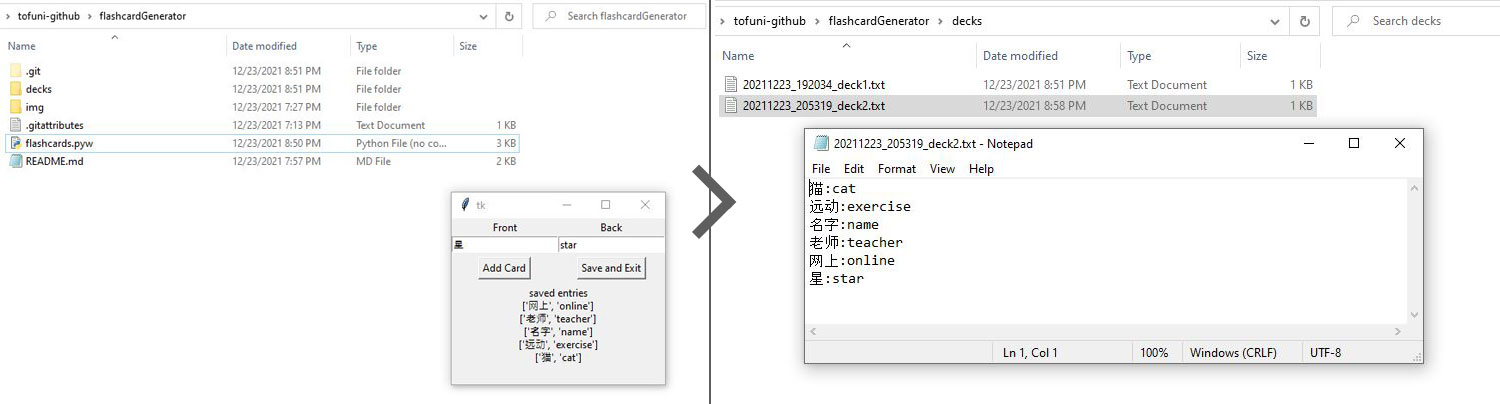 tofuni-github > flashcardGenerator
Search flashcardGenerator
Name Date modified Type Size
.git 12/23/2021 8:51 PM File folder
decks 12/23/2021 8:51 PM File folder
img 12/23/2021 7:27 PM File folder
.gitattributes 12/23/2021 7:13 PM Text Document 1 KB
flashcards.pyw 12/23/2021 8:50 PM Python File (no co... 3 KB
README.md 12/23/2021 7:57 PM MD File 2 KB
tk
Front Back
星 star
Add Card Save and Exit
saved entries
['网上', 'online']
['老师', 'teacher']
['名字', 'name']
['远动', 'exercise']
['猫', 'cat']
tofuni-github > flashcardGenerator > decks
Search decks
Name Date modified Type Size
20211223_192034_deck1.txt 12/23/2021 8:51 PM Text Document 1 KB
20211223_205319_deck2.txt 12/23/2021 8:58 PM Text Document 1 KB
20211223_205319_deck2.txt - Notepad
File Edit Format View Help
猫:cat
远动:exercise
名字:name
老师:teacher
网上:online
星:star
Ln 1, Col 1 100% Windows (CRLF) UTF-8